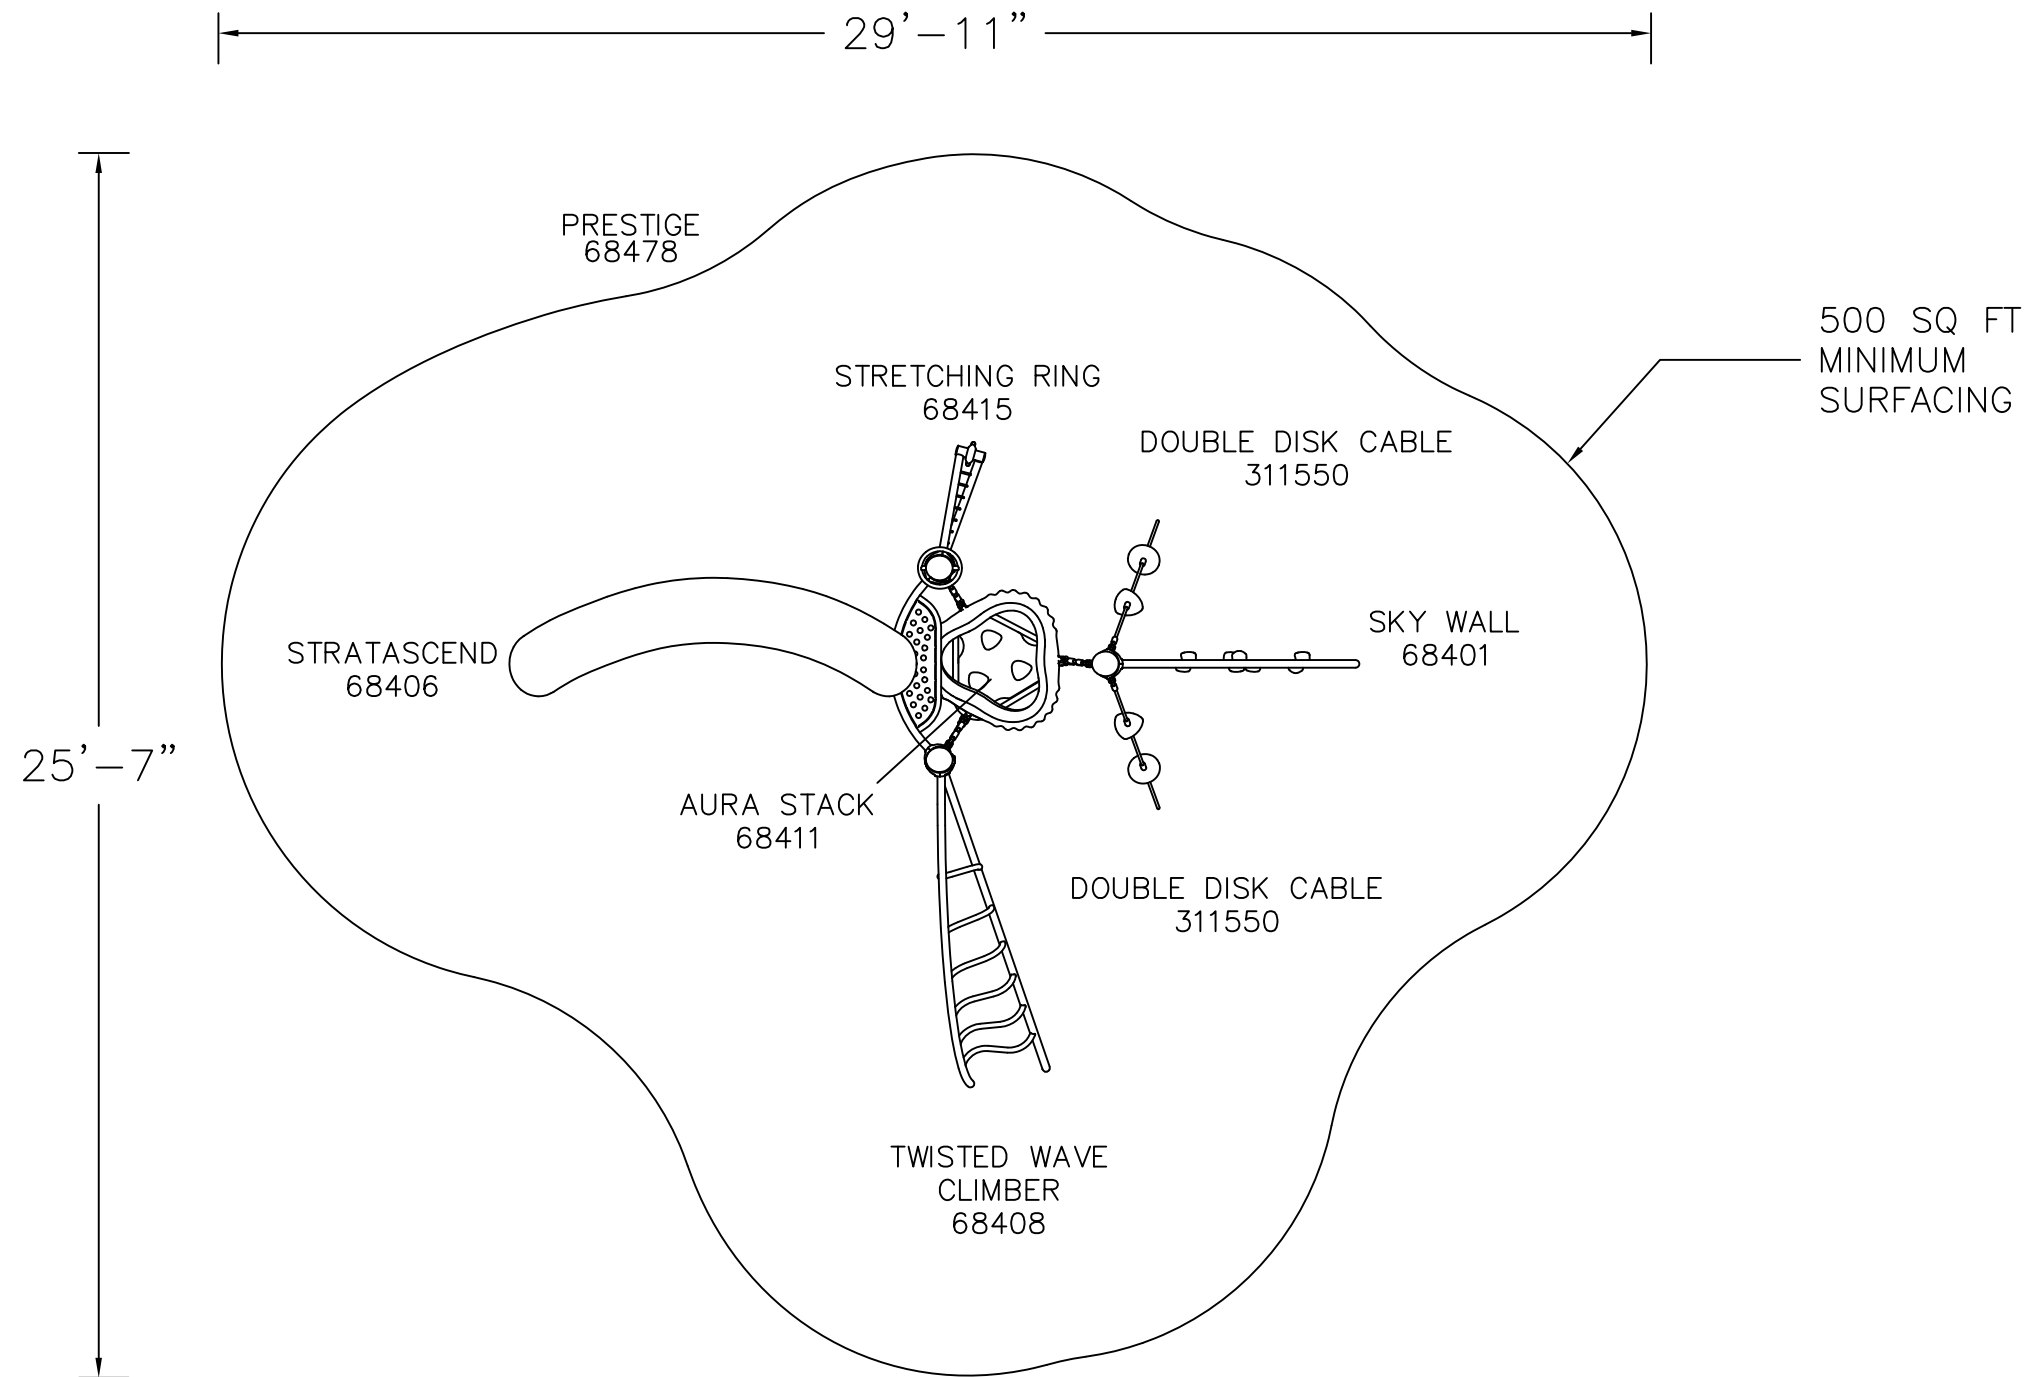 29'-11"
PRESTIGE
68478
500 SQ FT
MINIMUM
SURFACING
STRETCHING RING
68415
DOUBLE DISK CABLE
311550
SKY WALL
68401
STRATASCEND
68406
25'-7"
AURA STACK
68411
DOUBLE DISK CABLE
311550
TWISTED WAVE
CLIMBER
68408